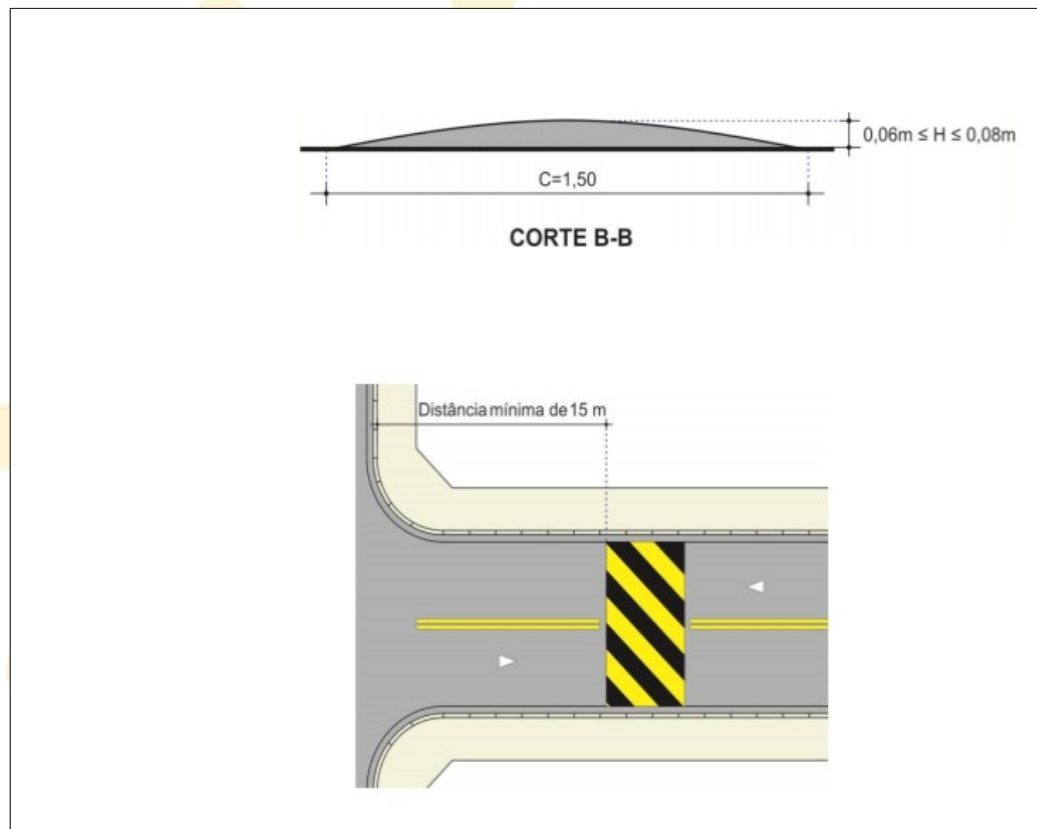 0,06m ≤ H ≤ 0,08m
C=1,50
CORTE B-B
Distância mínima de 15 m